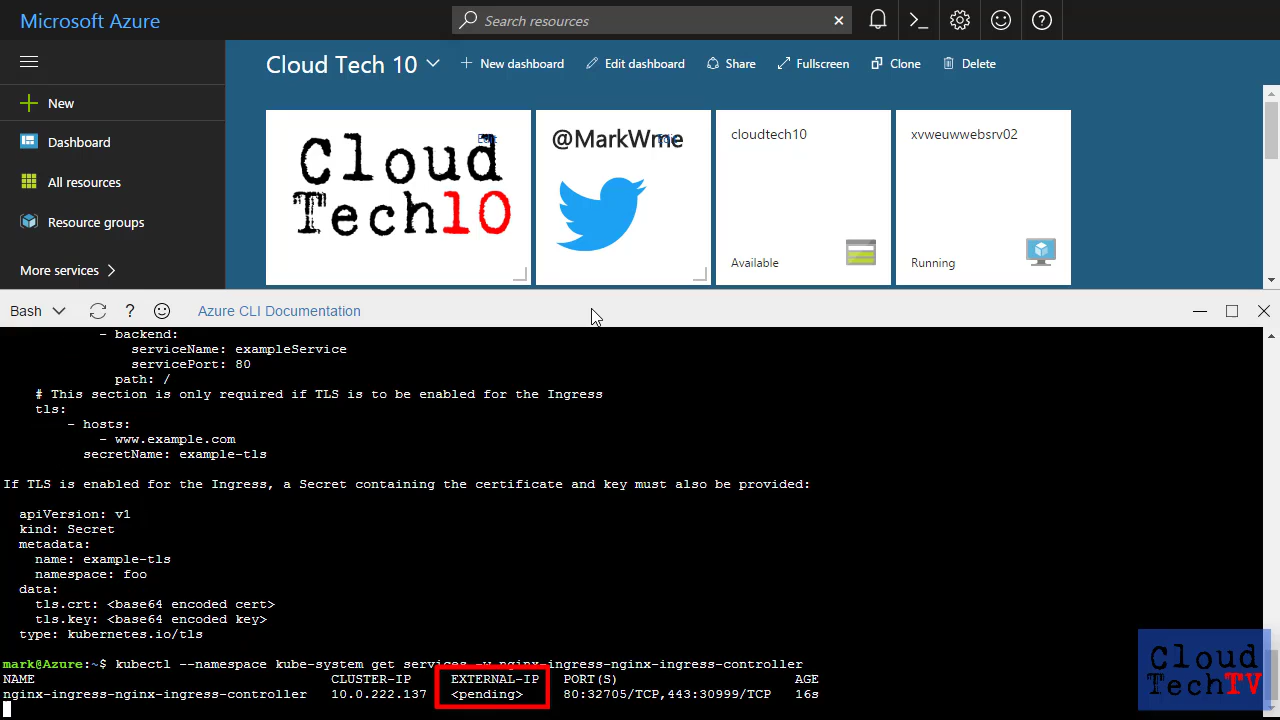 Microsoft Azure
Search resources
Cloud Tech 10
New dashboard
Edit dashboard
Share
Fullscreen
Clone
Delete
New
Dashboard
All resources
Resource groups
More services
Cloud
Tech10
Edit
@MarkWme
Edit
cloudtech10
Available
xvweuwwebsrv02
Running
Bash
?
Azure CLI Documentation
- backend:
serviceName: exampleService
servicePort: 80
path: /
# This section is only required if TLS is to be enabled for the Ingress
tls:
- hosts:
- www.example.com
secretName: example-tls
If TLS is enabled for the Ingress, a Secret containing the certificate and key must also be provided:
apiVersion: v1
kind: Secret
metadata:
name: example-tls
namespace: foo
data:
tls.crt: <base64 encoded cert>
tls.key: <base64 encoded key>
type: kubernetes.io/tls
mark@Azure:~$ kubectl --namespace kube-system get services -w nginx-ingress-nginx-ingress-controller
NAME CLUSTER-IP EXTERNAL-IP PORT(S) AGE
nginx-ingress-nginx-ingress-controller 10.0.222.137 <pending> 80:32705/TCP,443:30999/TCP 16s
Cloud
TechTV